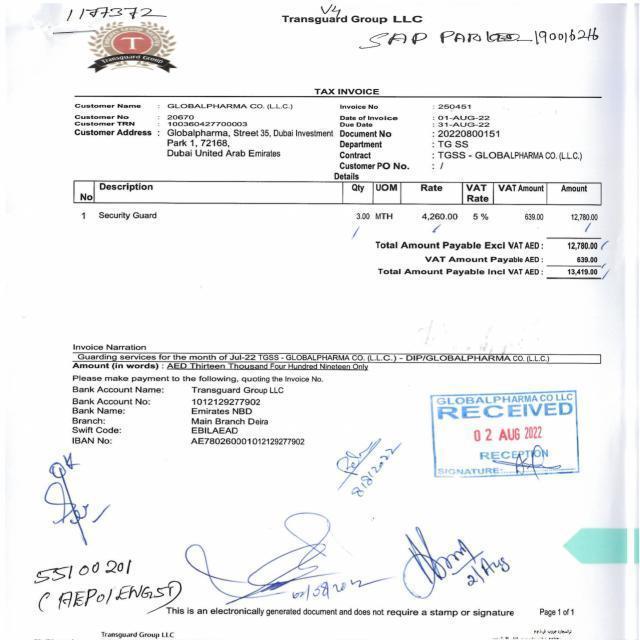 1177372
V4
Transguard Group LLC
SAP PARKED 19001626
T
Transguard Group
TAX INVOICE
Customer Name : GLOBALPHARMA CO. (L.L.C.)
Customer No : 20670
Customer TRN : 100360427700003
Customer Address : Globalpharma, Street 35, Dubai Investment
Park 1, 72168,
Dubai United Arab Emirates
Invoice No : 250451
Date of Invoice : 01-AUG-22
Due Date : 31-AUG-22
Document No : 20220800151
Department : TG SS
Contract : TGSS - GLOBALPHARMA CO. (L.L.C.)
Customer PO No. : /
Details
No Description Qty UOM Rate VAT Rate VAT Amount Amount
1 Security Guard 3.00 MTH 4,260.00 5 % 639.00 12,780.00
Total Amount Payable Excl VAT AED : 12,780.00
VAT Amount Payable AED : 639.00
Total Amount Payable Incl VAT AED : 13,419.00
Invoice Narration
Guarding services for the month of Jul-22 TGSS - GLOBALPHARMA CO. (L.L.C.) - DIP/GLOBALPHARMA CO. (L.L.C.)
Amount (in words) : AED Thirteen Thousand Four Hundred Nineteen Only
Please make payment to the following, quoting the Invoice No.
Bank Account Name: Transguard Group LLC
Bank Account No: 1012129277902
Bank Name: Emirates NBD
Branch: Main Branch Deira
Swift Code: EBILAEAD
IBAN No: AE780260001012129277902
GLOBALPHARMA CO LLC
RECEIVED
02 AUG 2022
RECEPTION
SIGNATURE:
8/8/2022
55100201
(AEPO1ENGST)
02/08/2022
2/Aug
This is an electronically generated document and does not require a stamp or signature
Page 1 of 1
Transguard Group LLC